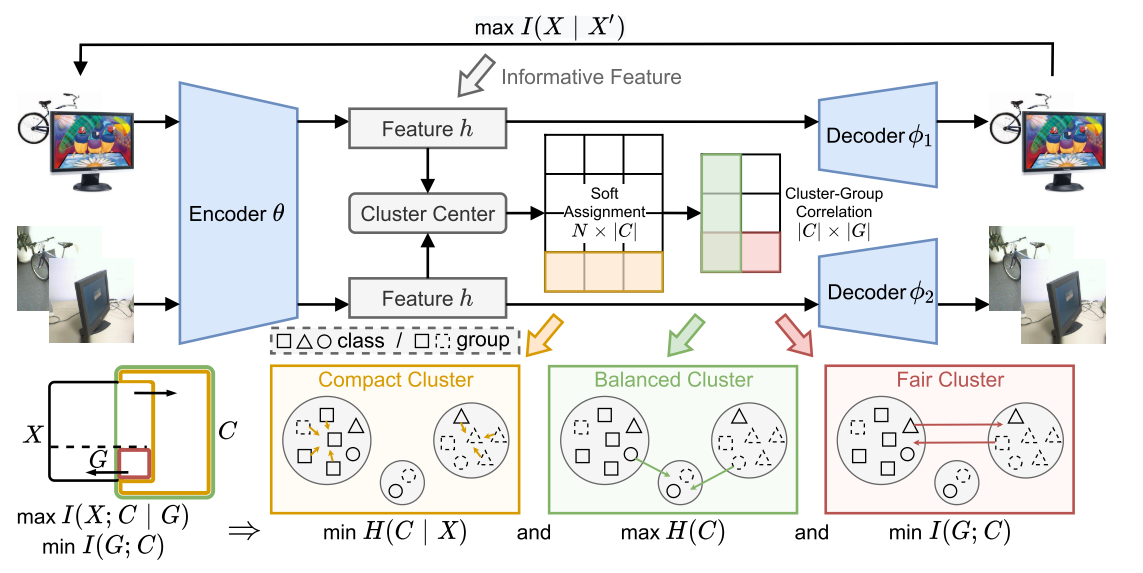 max I(X | X′)
Informative Feature
Feature h
Decoder ϕ₁
Encoder θ
Cluster Center
Soft
Assignment
N × |C|
Cluster-Group
Correlation
|C| × |G|
Feature h
Decoder ϕ₂
class / group
Compact Cluster
Balanced Cluster
Fair Cluster
X
G
C
max I(X; C | G)
min I(G; C)
⇒
min H(C | X)
and
max H(C)
and
min I(G; C)